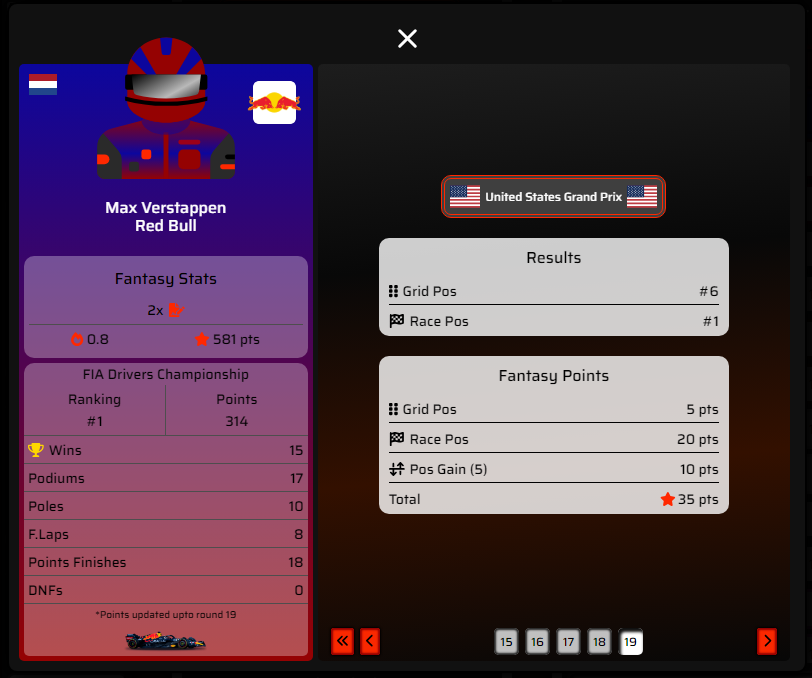 Max Verstappen
Red Bull
Fantasy Stats
2x
0.8 581 pts
FIA Drivers Championship
Ranking Points
#1 314
Wins 15
Podiums 17
Poles 10
F.Laps 8
Points Finishes 18
DNFs 0
*Points updated upto round 19
United States Grand Prix
Results
Grid Pos #6
Race Pos #1
Fantasy Points
Grid Pos 5 pts
Race Pos 20 pts
Pos Gain (5) 10 pts
Total 35 pts
15 16 17 18 19